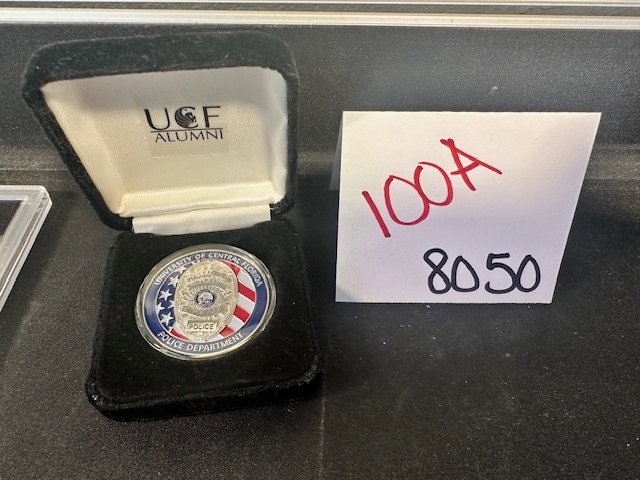 UCF
ALUMNI
100A
8050
UNIVERSITY OF CENTRAL FLORIDA
POLICE
POLICE DEPARTMENT